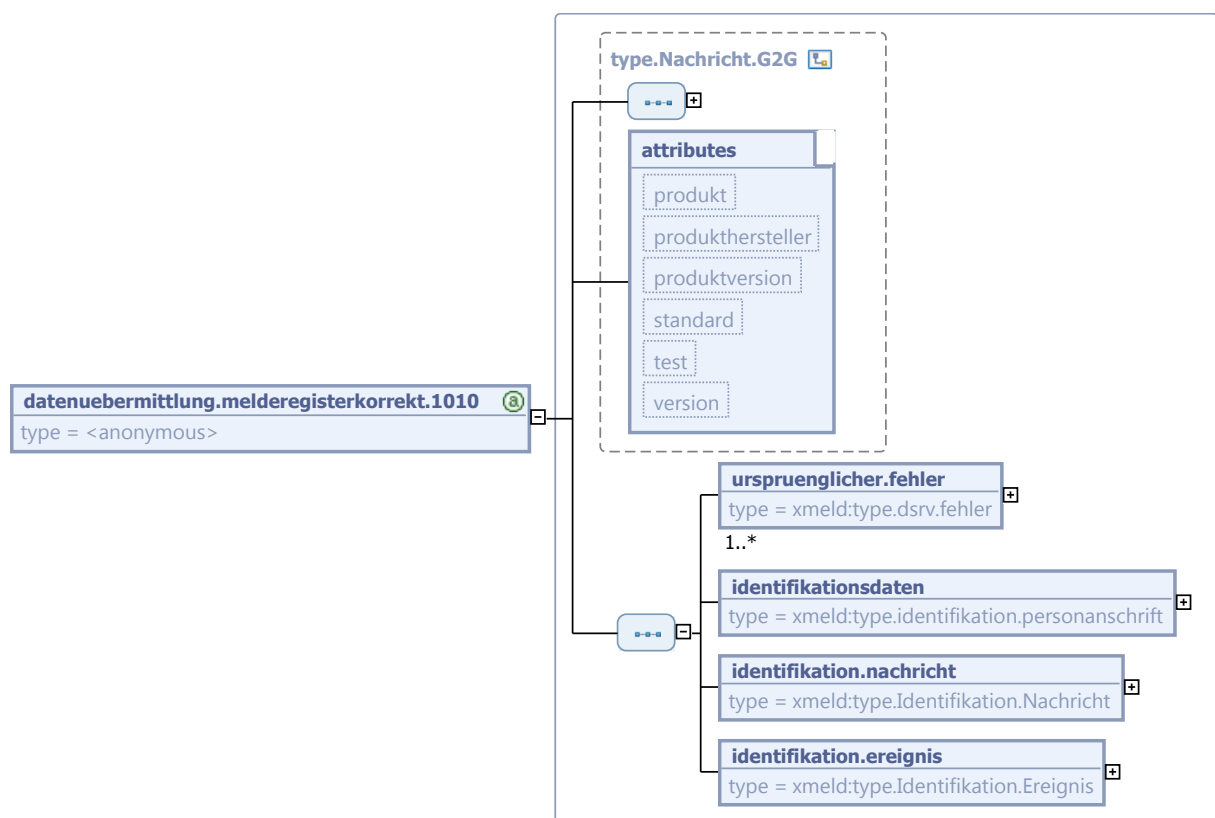 type.Nachricht.G2G
attributes
produkt
produkthersteller
produktversion
standard
test
version
datenuebermittlung.melderegisterkorrekt.1010 a
type = <anonymous>
urspruenglicher.fehler
type = xmeld:type.dsrv.fehler
1..*
identifikationsdaten
type = xmeld:type.identifikation.personanschrift
identifikation.nachricht
type = xmeld:type.Identifikation.Nachricht
identifikation.ereignis
type = xmeld:type.Identifikation.Ereignis